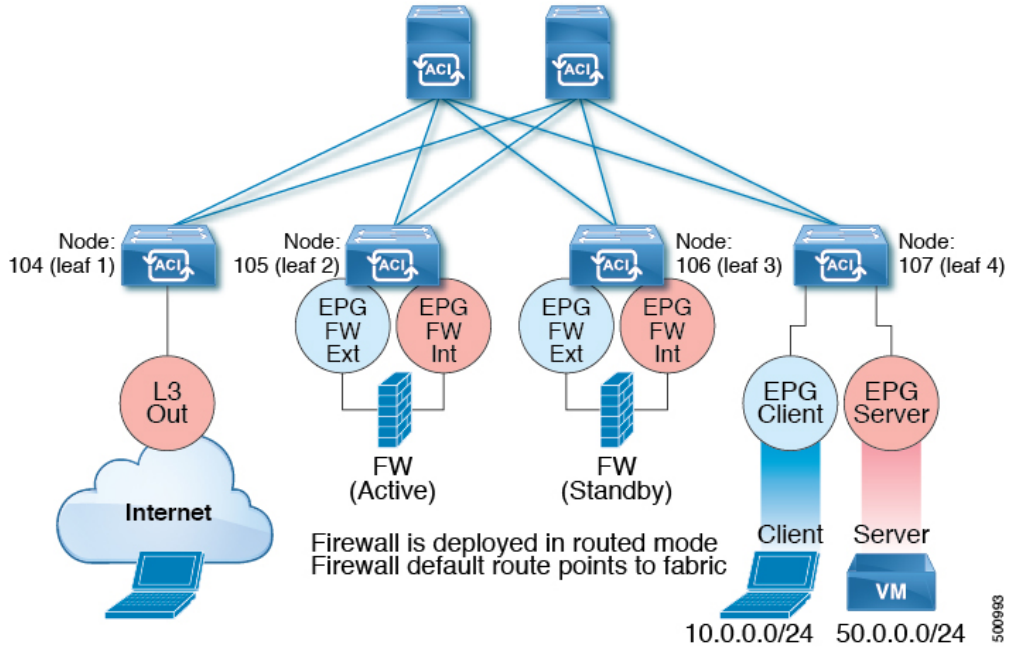 ACI
ACI
Node:
104 (leaf 1)
ACI
Node:
105 (leaf 2)
ACI
ACI
Node:
106 (leaf 3)
ACI
Node:
107 (leaf 4)
EPG
FW
Ext
EPG
FW
Int
EPG
FW
Ext
EPG
FW
Int
L3
Out
EPG
Client
EPG
Server
FW
(Active)
FW
(Standby)
Internet
Firewall is deployed in routed mode
Firewall default route points to fabric
Client
Server
VM
10.0.0.0/24
50.0.0.0/24
500993